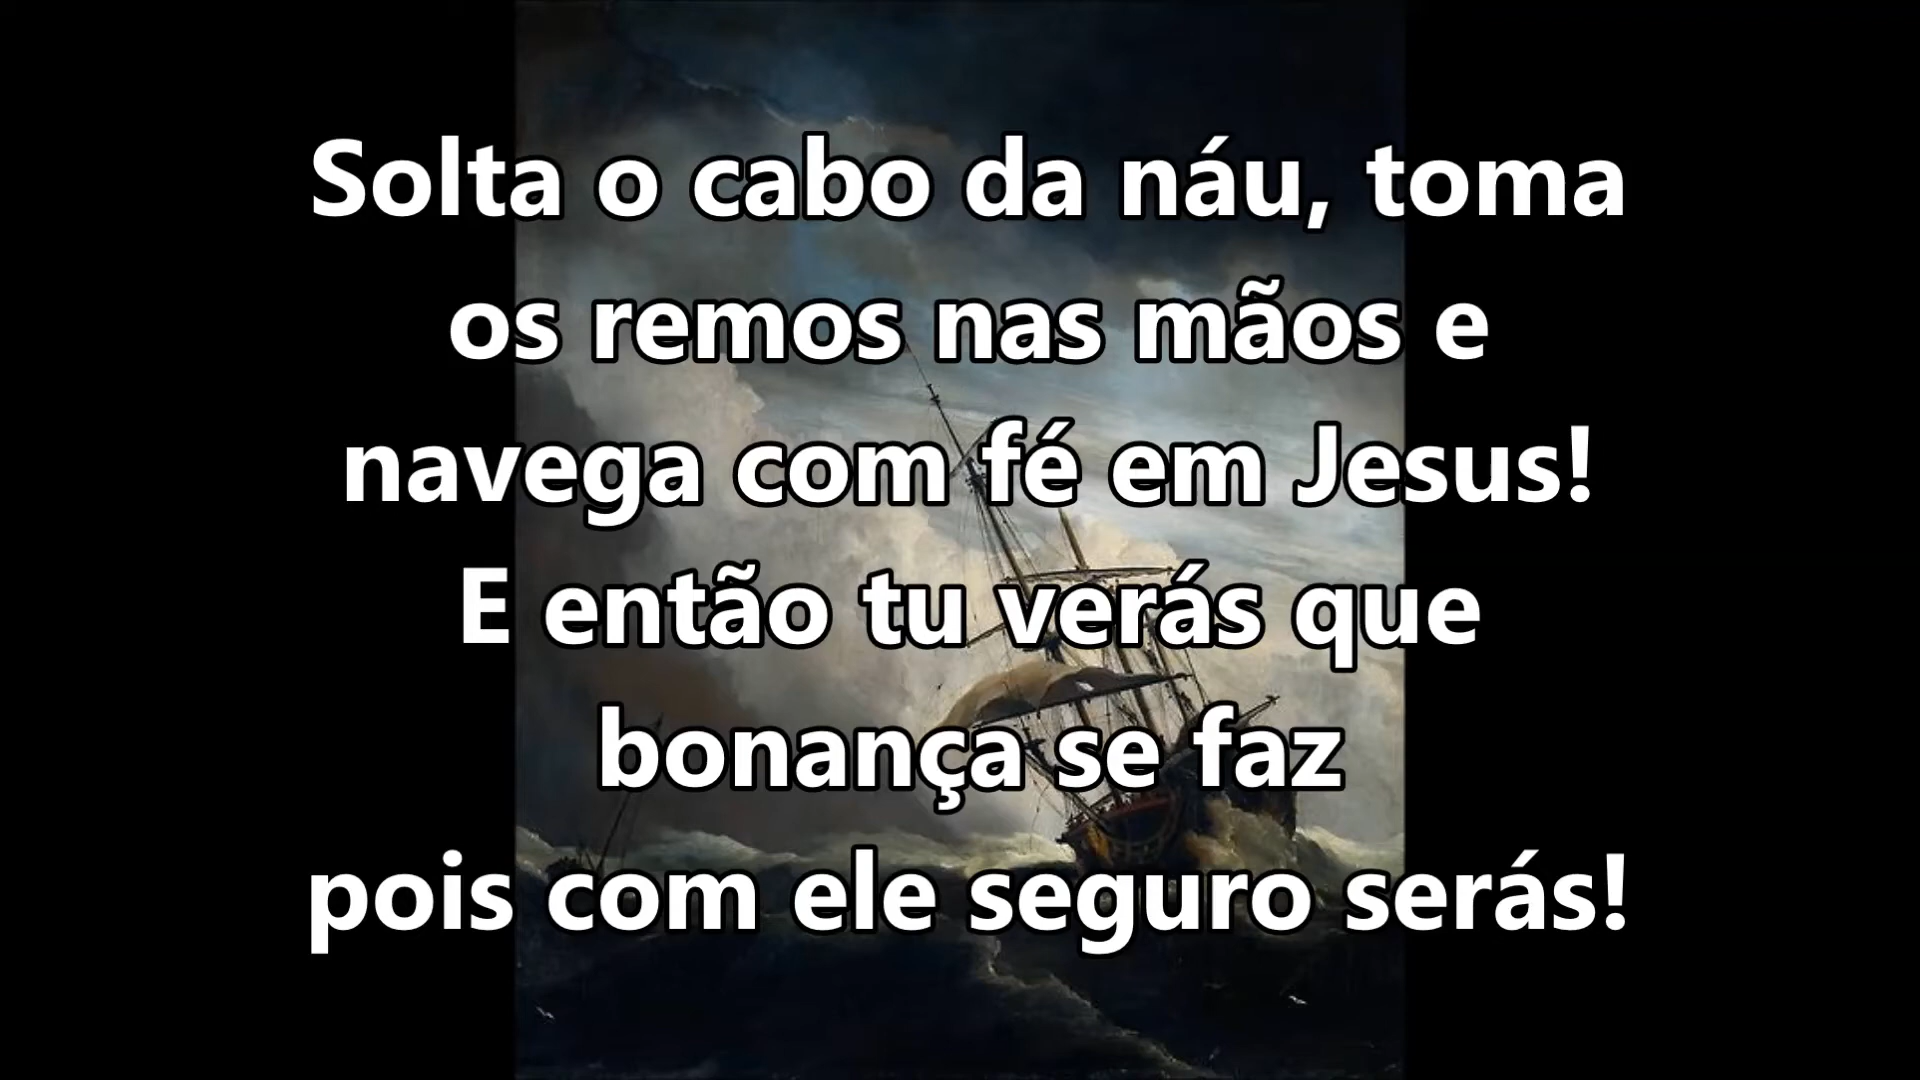 Solta o cabo da náu, toma
os remos nas mãos e
navega com fé em Jesus!
E então tu verás que
bonança se faz
pois com ele seguro serás!